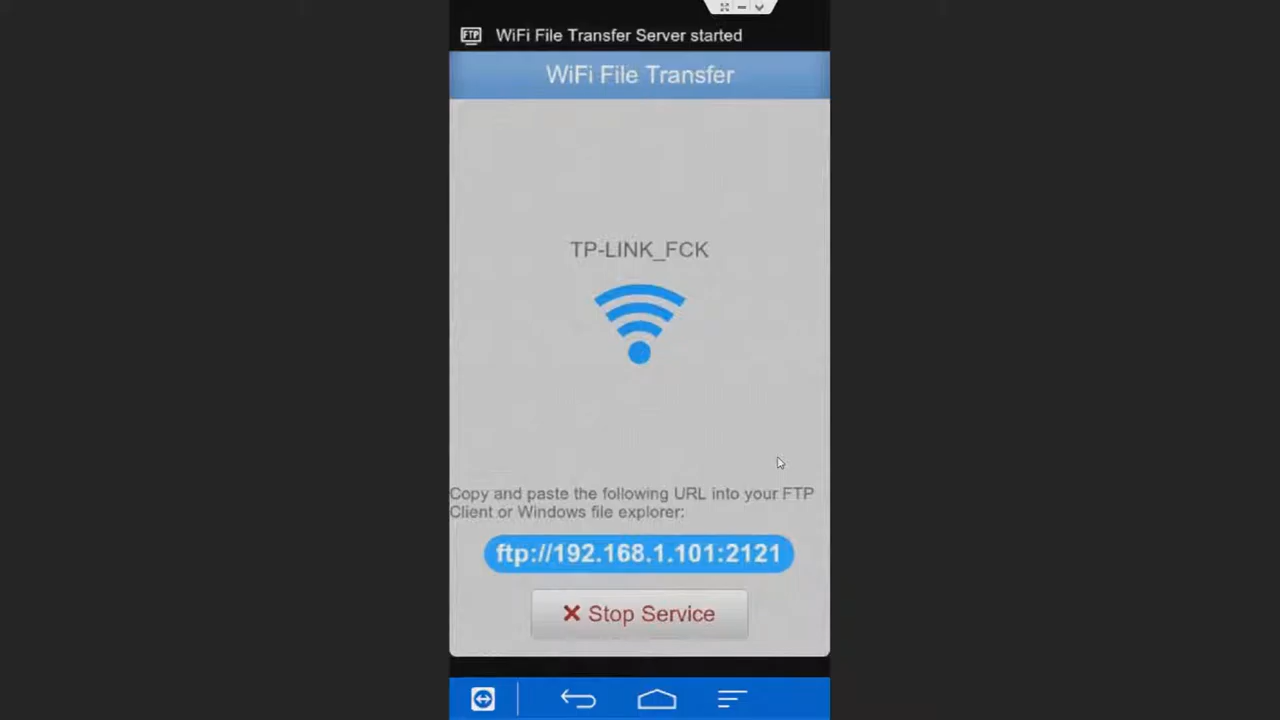 FTP WiFi File Transfer Server started
WiFi File Transfer
TP-LINK_FCK
Copy and paste the following URL into your FTP
Client or Windows file explorer:
ftp://192.168.1.101:2121
Stop Service